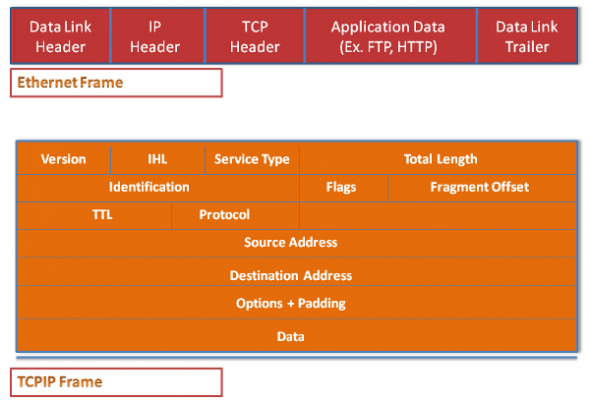 Data Link Header
IP Header
TCP Header
Application Data (Ex. FTP, HTTP)
Data Link Trailer
Ethernet Frame
Version IHL Service Type Total Length
Identification Flags Fragment Offset
TTL Protocol
Source Address
Destination Address
Options + Padding
Data
TCPIP Frame